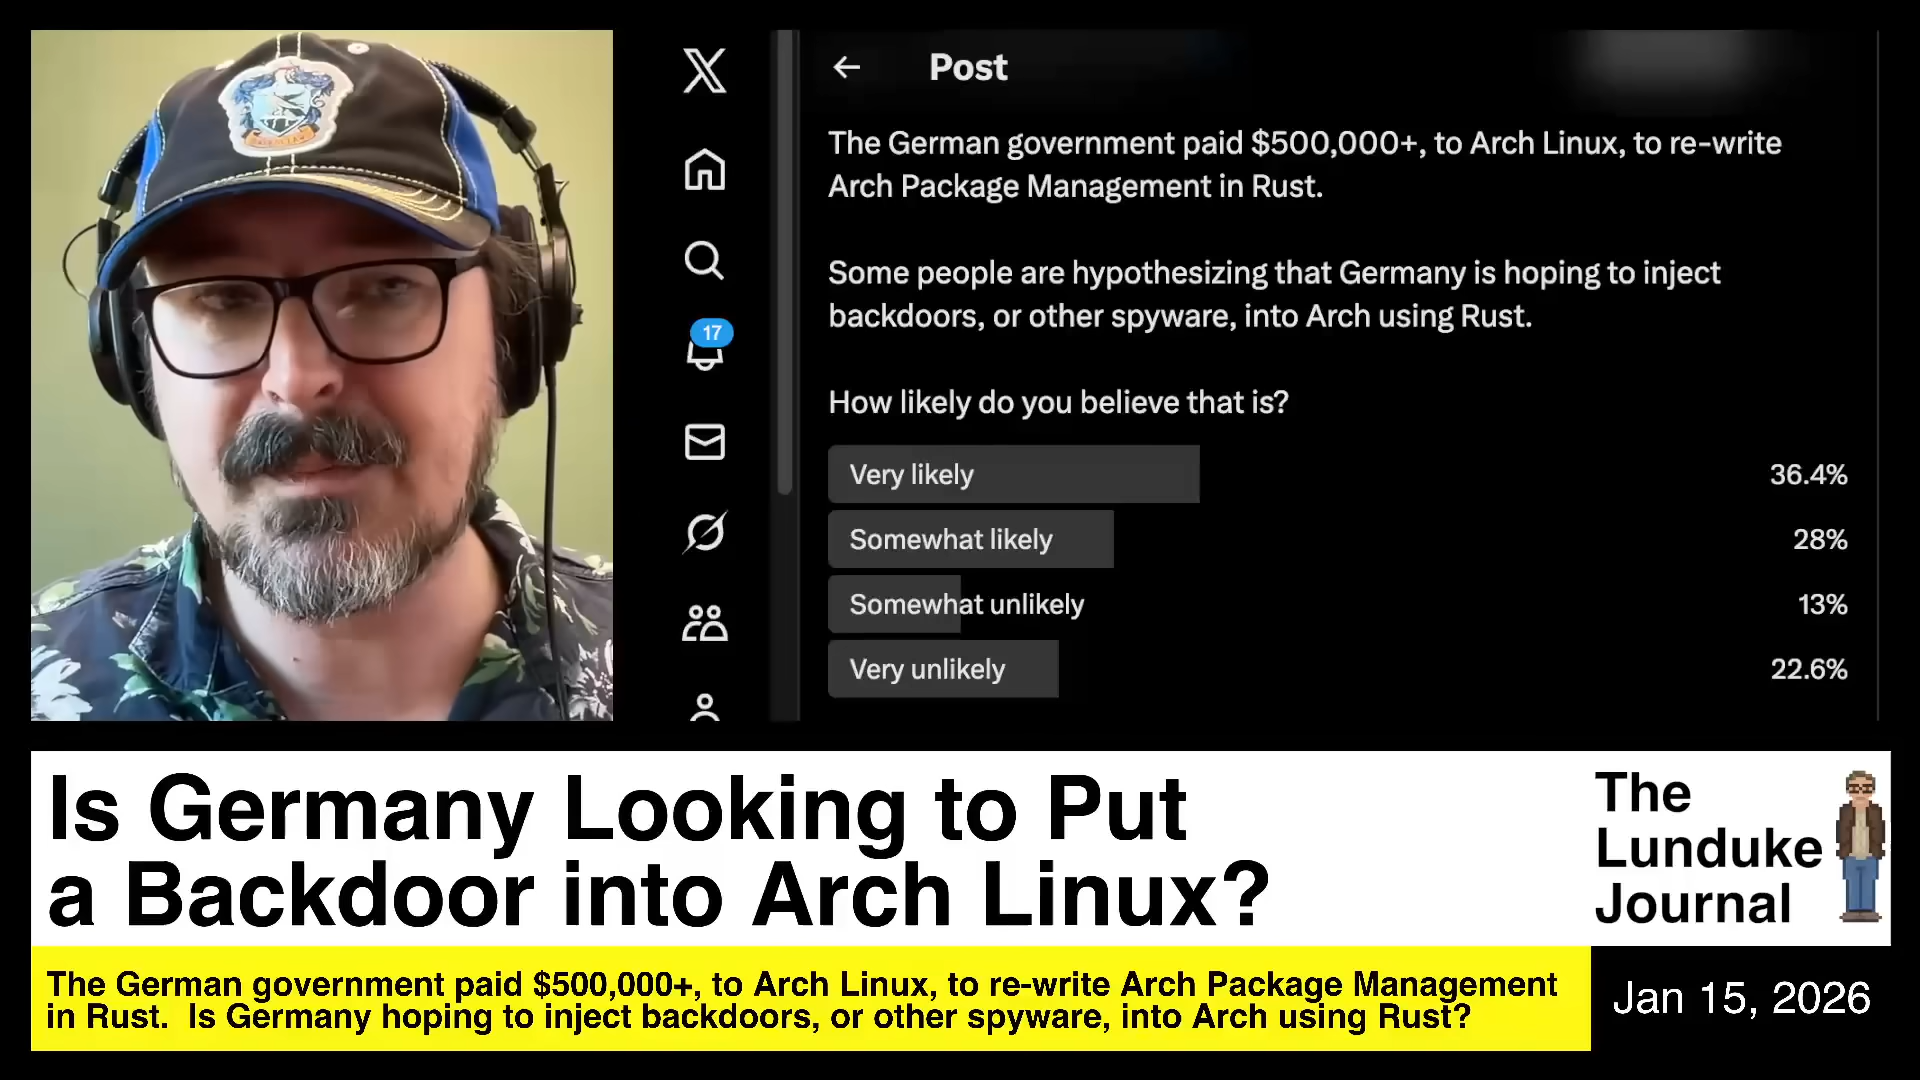 Post
The German government paid $500,000+, to Arch Linux, to re-write
Arch Package Management in Rust.
Some people are hypothesizing that Germany is hoping to inject
backdoors, or other spyware, into Arch using Rust.
17
How likely do you believe that is?
Very likely 36.4%
Somewhat likely 28%
Somewhat unlikely 13%
Very unlikely 22.6%
Is Germany Looking to Put
a Backdoor into Arch Linux?
The
Lunduke
Journal
The German government paid $500,000+, to Arch Linux, to re-write Arch Package Management
in Rust.  Is Germany hoping to inject backdoors, or other spyware, into Arch using Rust?
Jan 15, 2026